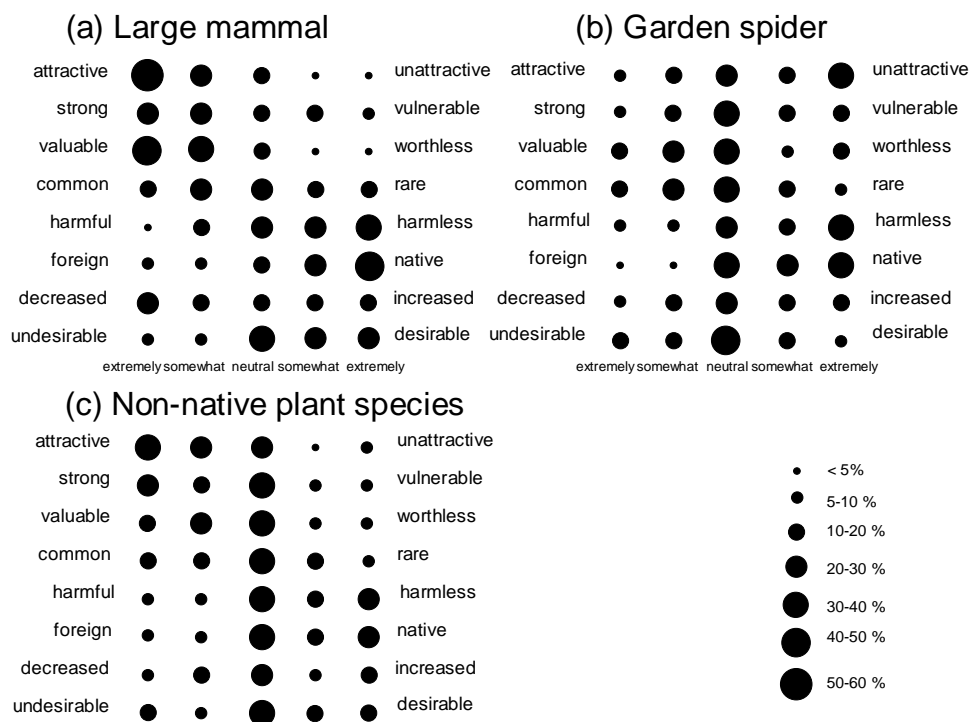 (a) Large mammal
attractive unattractive
strong vulnerable
valuable worthless
common rare
harmful harmless
foreign native
decreased increased
undesirable desirable
extremely somewhat neutral somewhat extremely
(b) Garden spider
attractive unattractive
strong vulnerable
valuable worthless
common rare
harmful harmless
foreign native
decreased increased
undesirable desirable
extremely somewhat neutral somewhat extremely
(c) Non-native plant species
attractive unattractive
strong vulnerable
valuable worthless
common rare
harmful harmless
foreign native
decreased increased
undesirable desirable
< 5%
5-10 %
10-20 %
20-30 %
30-40 %
40-50 %
50-60 %